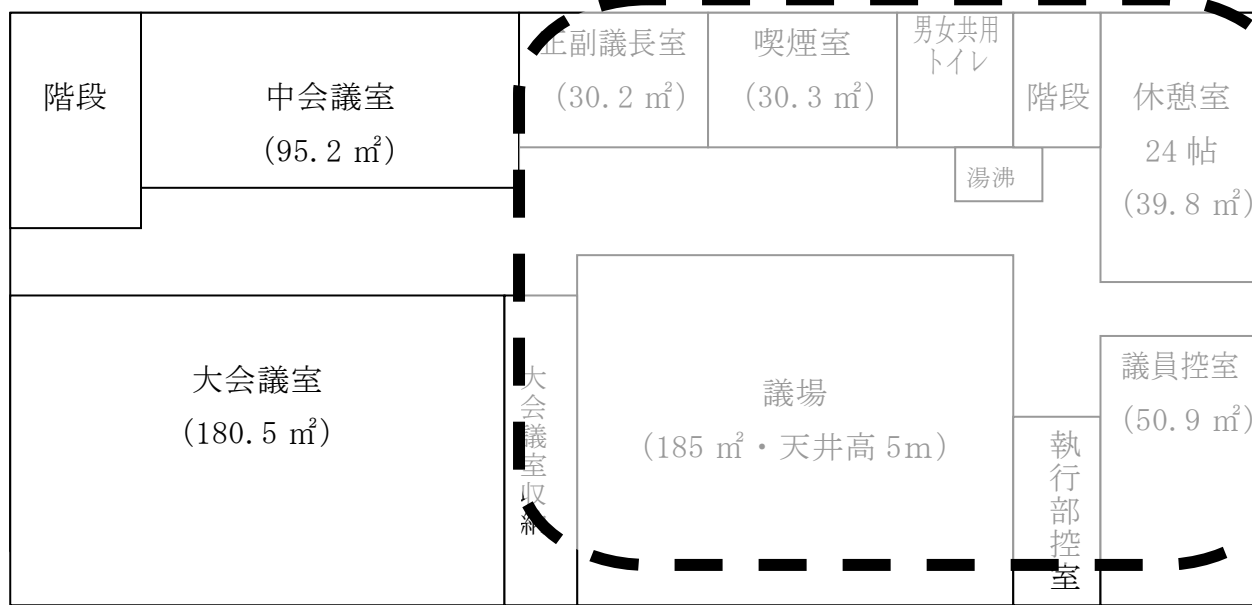 階段
中会議室
(95.2 ㎡)
正副議長室
(30.2 ㎡)
喫煙室
(30.3 ㎡)
男女共用
トイレ
階段
休憩室
24 帖
(39.8 ㎡)
湯沸
大会議室
(180.5 ㎡)
大会議室収納
議場
(185 ㎡・天井高 5m)
執行部控室
議員控室
(50.9 ㎡)